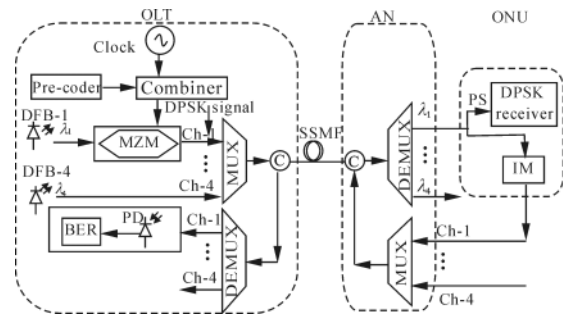 OLT
AN
ONU
Clock
Pre-coder
Combiner
DPSK signal
DFB-1
λ₁
MZM
Ch-1
MUX
SSMF
C
C
DEMUX
λ₁
PS
DPSK
receiver
IM
λ₄
DFB-4
λ₄
Ch-4
BER
PD
Ch-1
DEMUX
Ch-4
MUX
Ch-1
Ch-4